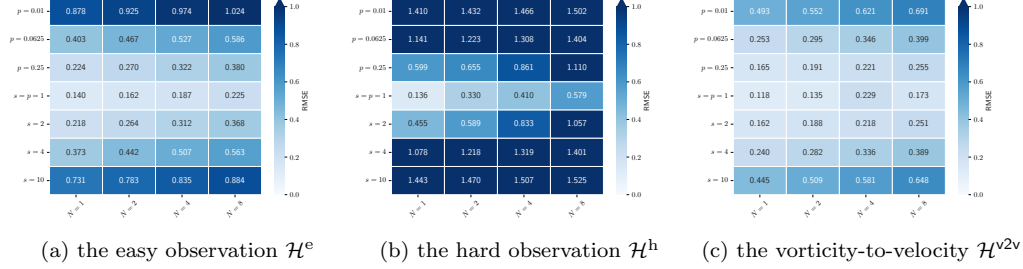 p = 0.01 0.878 0.925 0.974 1.024
p = 0.0625 0.403 0.467 0.527 0.586
p = 0.25 0.224 0.270 0.322 0.380
s = p = 1 0.140 0.162 0.187 0.225
s = 2 0.218 0.264 0.312 0.368
s = 4 0.373 0.442 0.507 0.563
s = 10 0.731 0.783 0.835 0.884
N = 1 N = 2 N = 4 N = 8
1.0
0.8
0.6
0.4
0.2
0.0
RMSE
(a) the easy observation ℋᵉ
p = 0.01 1.410 1.432 1.466 1.502
p = 0.0625 1.141 1.223 1.308 1.404
p = 0.25 0.599 0.655 0.861 1.110
s = p = 1 0.136 0.330 0.410 0.579
s = 2 0.455 0.589 0.833 1.057
s = 4 1.078 1.218 1.319 1.401
s = 10 1.443 1.470 1.507 1.525
N = 1 N = 2 N = 4 N = 8
1.0
0.8
0.6
0.4
0.2
0.0
RMSE
(b) the hard observation ℋʰ
p = 0.01 0.493 0.552 0.621 0.691
p = 0.0625 0.253 0.295 0.346 0.399
p = 0.25 0.165 0.191 0.221 0.255
s = p = 1 0.118 0.135 0.229 0.173
s = 2 0.162 0.188 0.218 0.251
s = 4 0.240 0.282 0.336 0.389
s = 10 0.445 0.509 0.581 0.648
N = 1 N = 2 N = 4 N = 8
1.0
0.8
0.6
0.4
0.2
0.0
RMSE
(c) the vorticity-to-velocity ℋᵛ²ᵛ